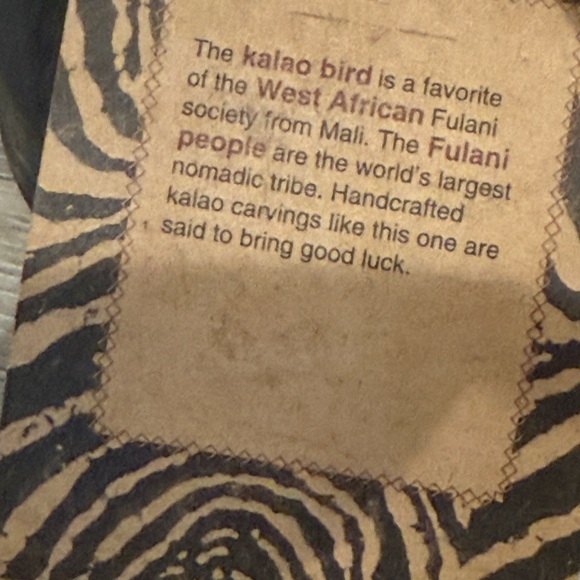 The kalao bird is a favorite
of the West African Fulani
society from Mali. The Fulani
people are the world's largest
nomadic tribe. Handcrafted
kalao carvings like this one are
said to bring good luck.